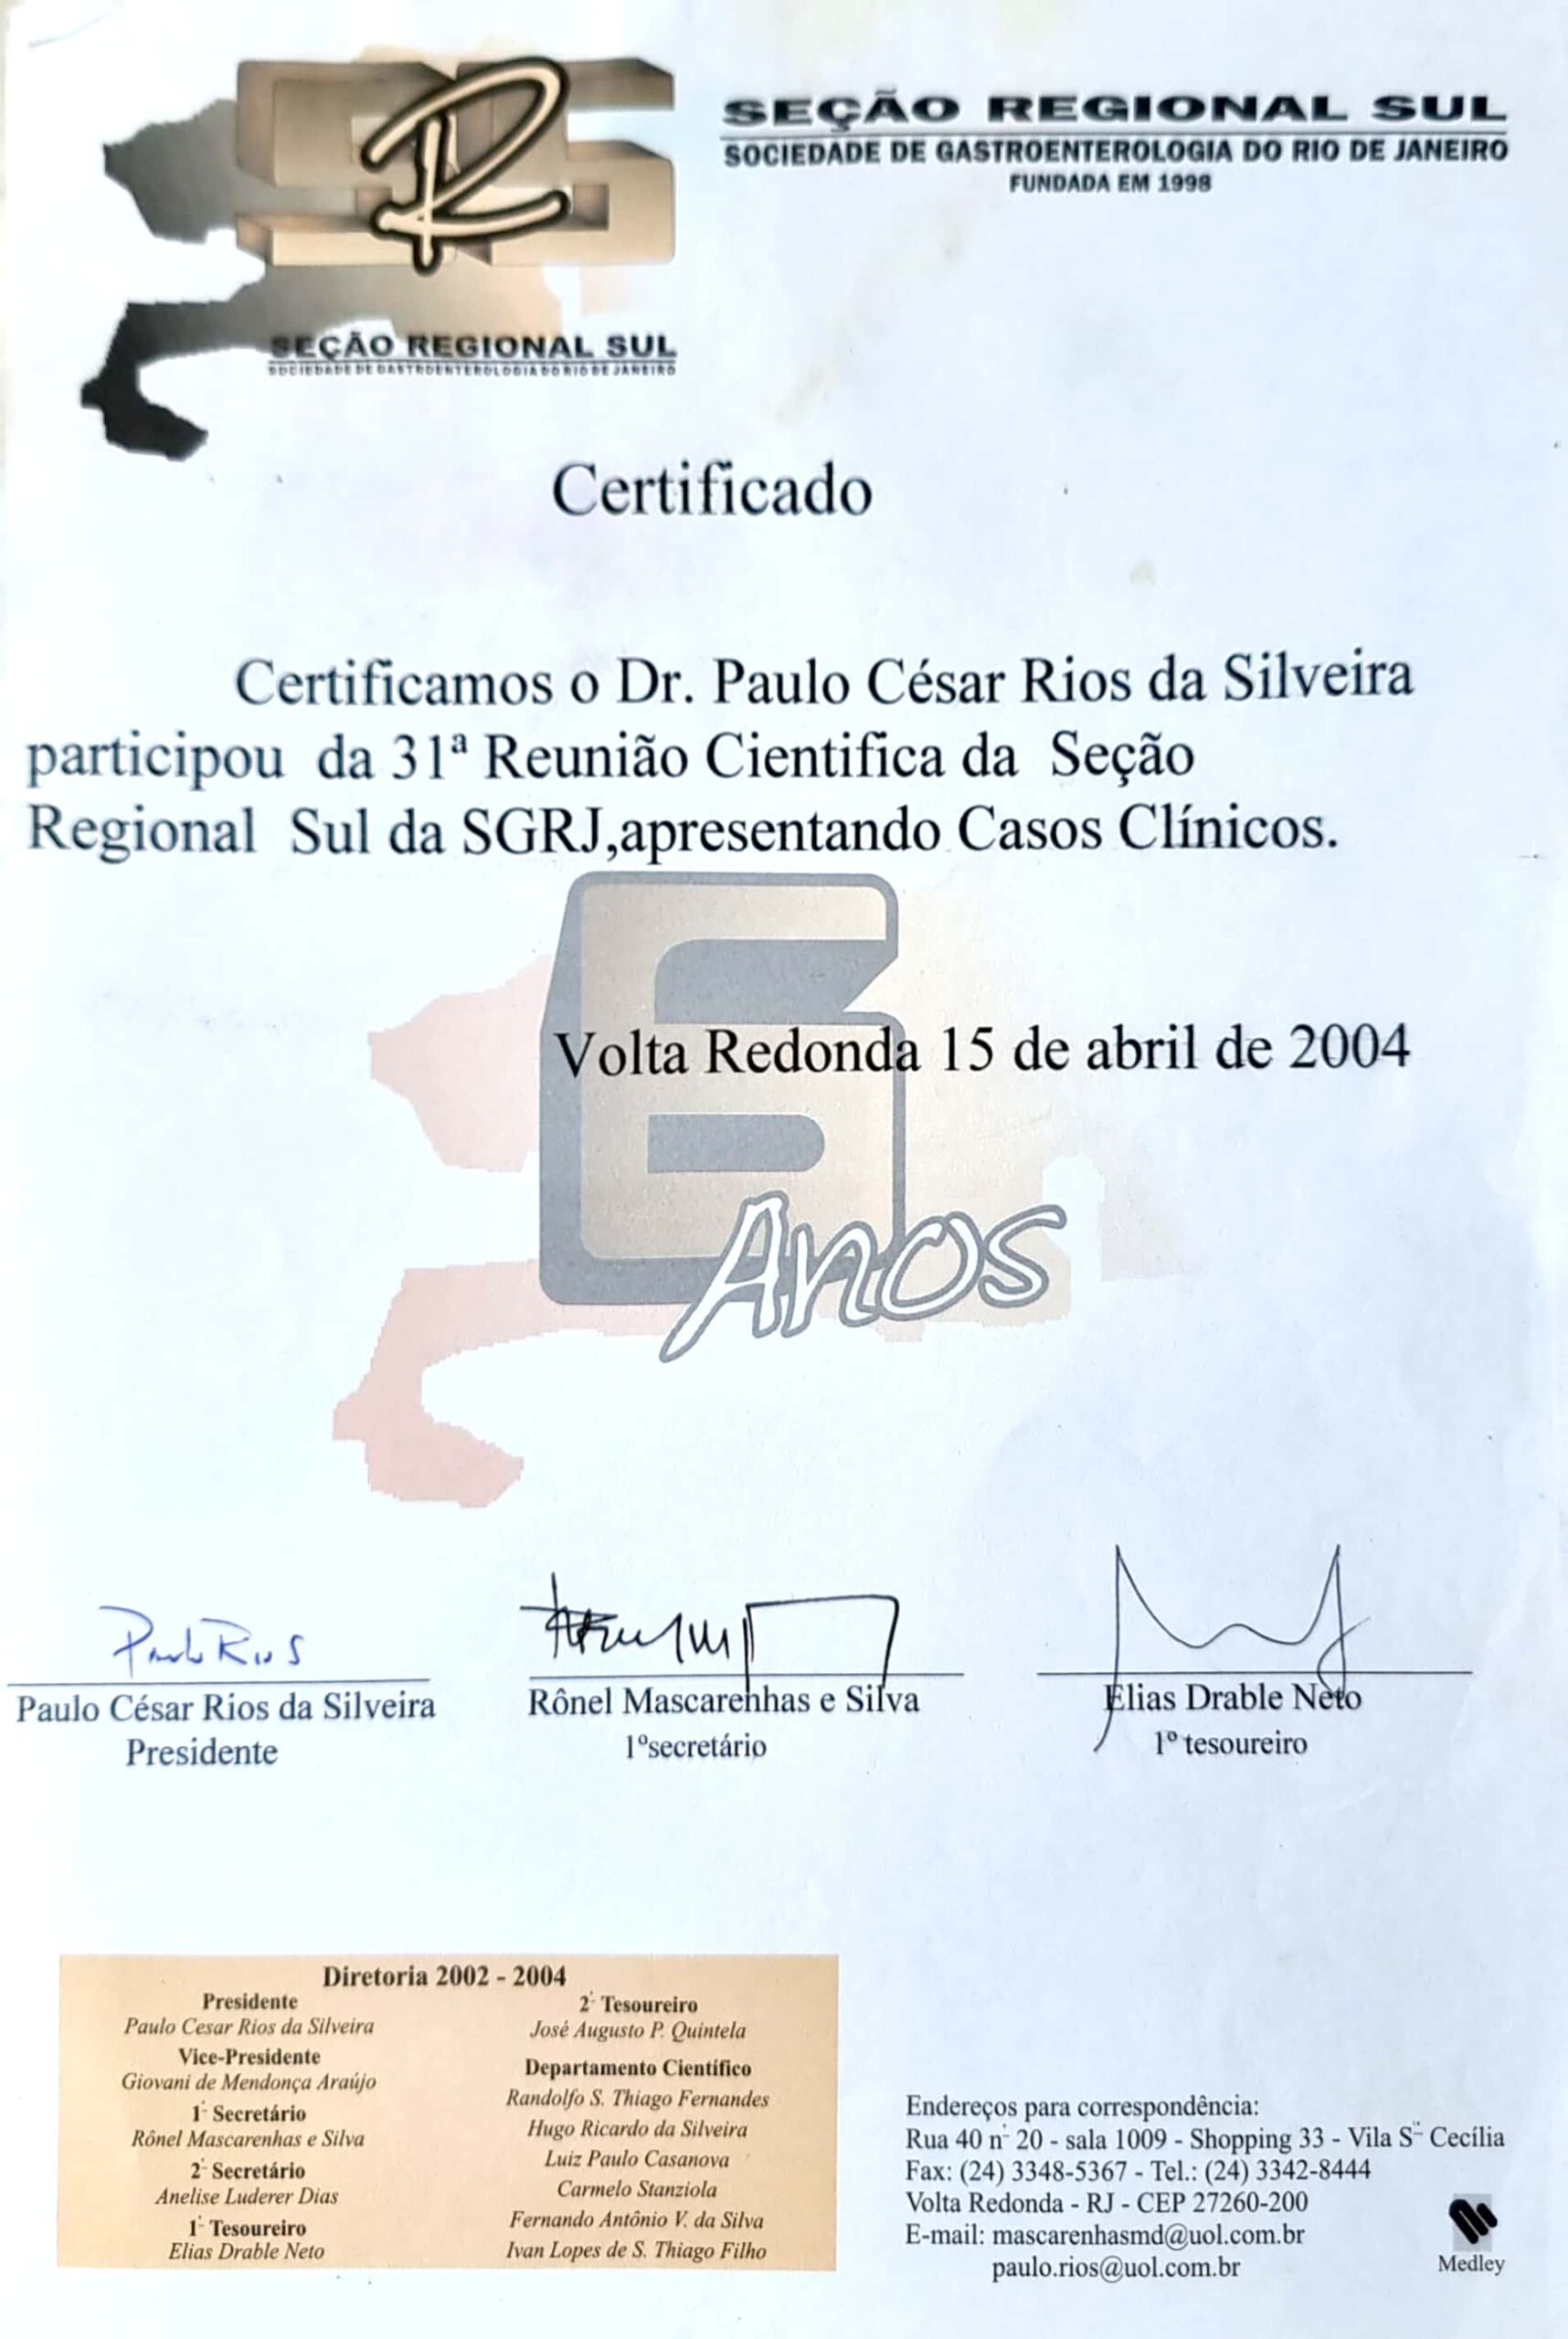 SRS
SEÇÃO REGIONAL SUL
SOCIEDADE DE GASTROENTEROLOGIA DO RIO DE JANEIRO
SEÇÃO REGIONAL SUL
SOCIEDADE DE GASTROENTEROLOGIA DO RIO DE JANEIRO
FUNDADA EM 1998
Certificado
Certificamos o Dr. Paulo César Rios da Silveira
participou da 31ª Reunião Cientifica da Seção
Regional Sul da SGRJ,apresentando Casos Clínicos.
Volta Redonda 15 de abril de 2004
6
Anos
Paulo Rios
Paulo César Rios da Silveira
Presidente
Rônel Mascarenhas e Silva
1ºsecretário
Elias Drable Neto
1º tesoureiro
Diretoria 2002 - 2004
Presidente
Paulo Cesar Rios da Silveira
Vice-Presidente
Giovani de Mendonça Araújo
1º Secretário
Rônel Mascarenhas e Silva
2º Secretário
Anelise Luderer Dias
1º Tesoureiro
Elias Drable Neto
2º Tesoureiro
José Augusto P. Quintela
Departamento Científico
Randolfo S. Thiago Fernandes
Hugo Ricardo da Silveira
Luiz Paulo Casanova
Carmelo Stanziola
Fernando Antônio V. da Silva
Ivan Lopes de S. Thiago Filho
Endereços para correspondência:
Rua 40 nº 20 - sala 1009 - Shopping 33 - Vila Sª Cecília
Fax: (24) 3348-5367 - Tel.: (24) 3342-8444
Volta Redonda - RJ - CEP 27260-200
E-mail: mascarenhasmd@uol.com.br
paulo.rios@uol.com.br
Medley